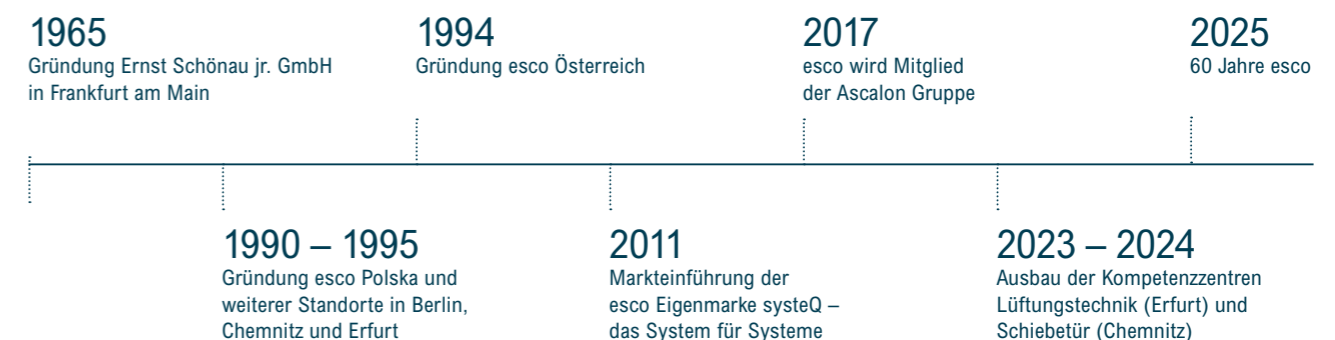 1965
Gründung Ernst Schönau jr. GmbH
in Frankfurt am Main
1990 – 1995
Gründung esco Polska und
weiterer Standorte in Berlin,
Chemnitz und Erfurt
1994
Gründung esco Österreich
2011
Markteinführung der
esco Eigenmarke systeQ –
das System für Systeme
2017
esco wird Mitglied
der Ascalon Gruppe
2023 – 2024
Ausbau der Kompetenzzentren
Lüftungstechnik (Erfurt) und
Schiebetür (Chemnitz)
2025
60 Jahre esco